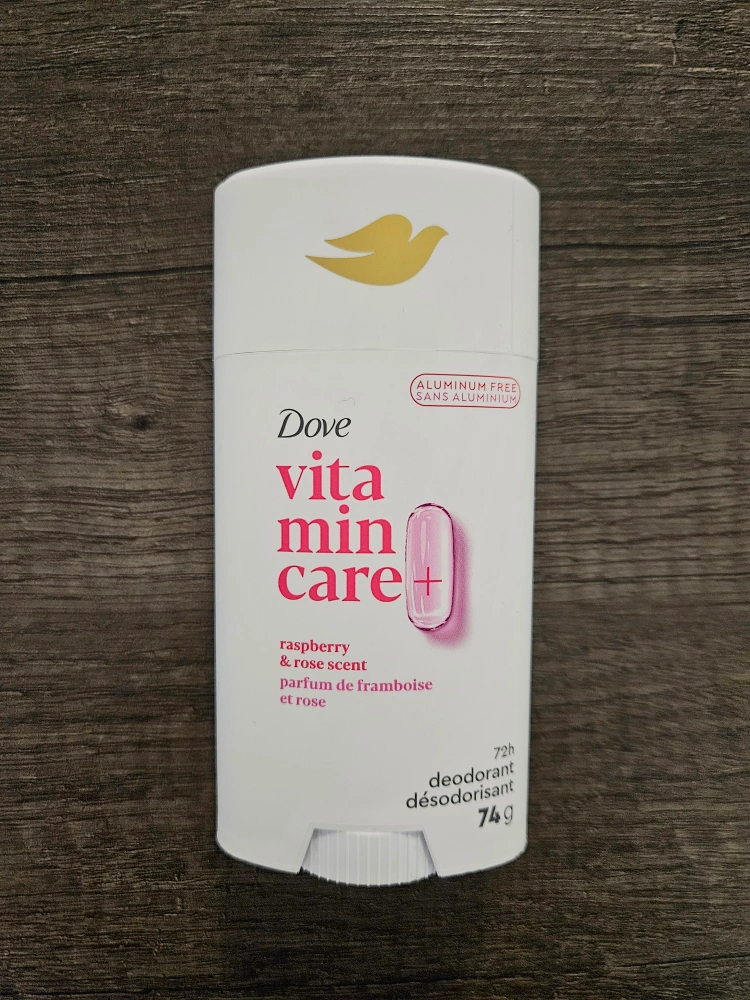 ALUMINUM FREE
SANS ALUMINIUM
Dove
vita
min
care+
raspberry
& rose scent
parfum de framboise
et rose
72h
deodorant
désodorisant
74g